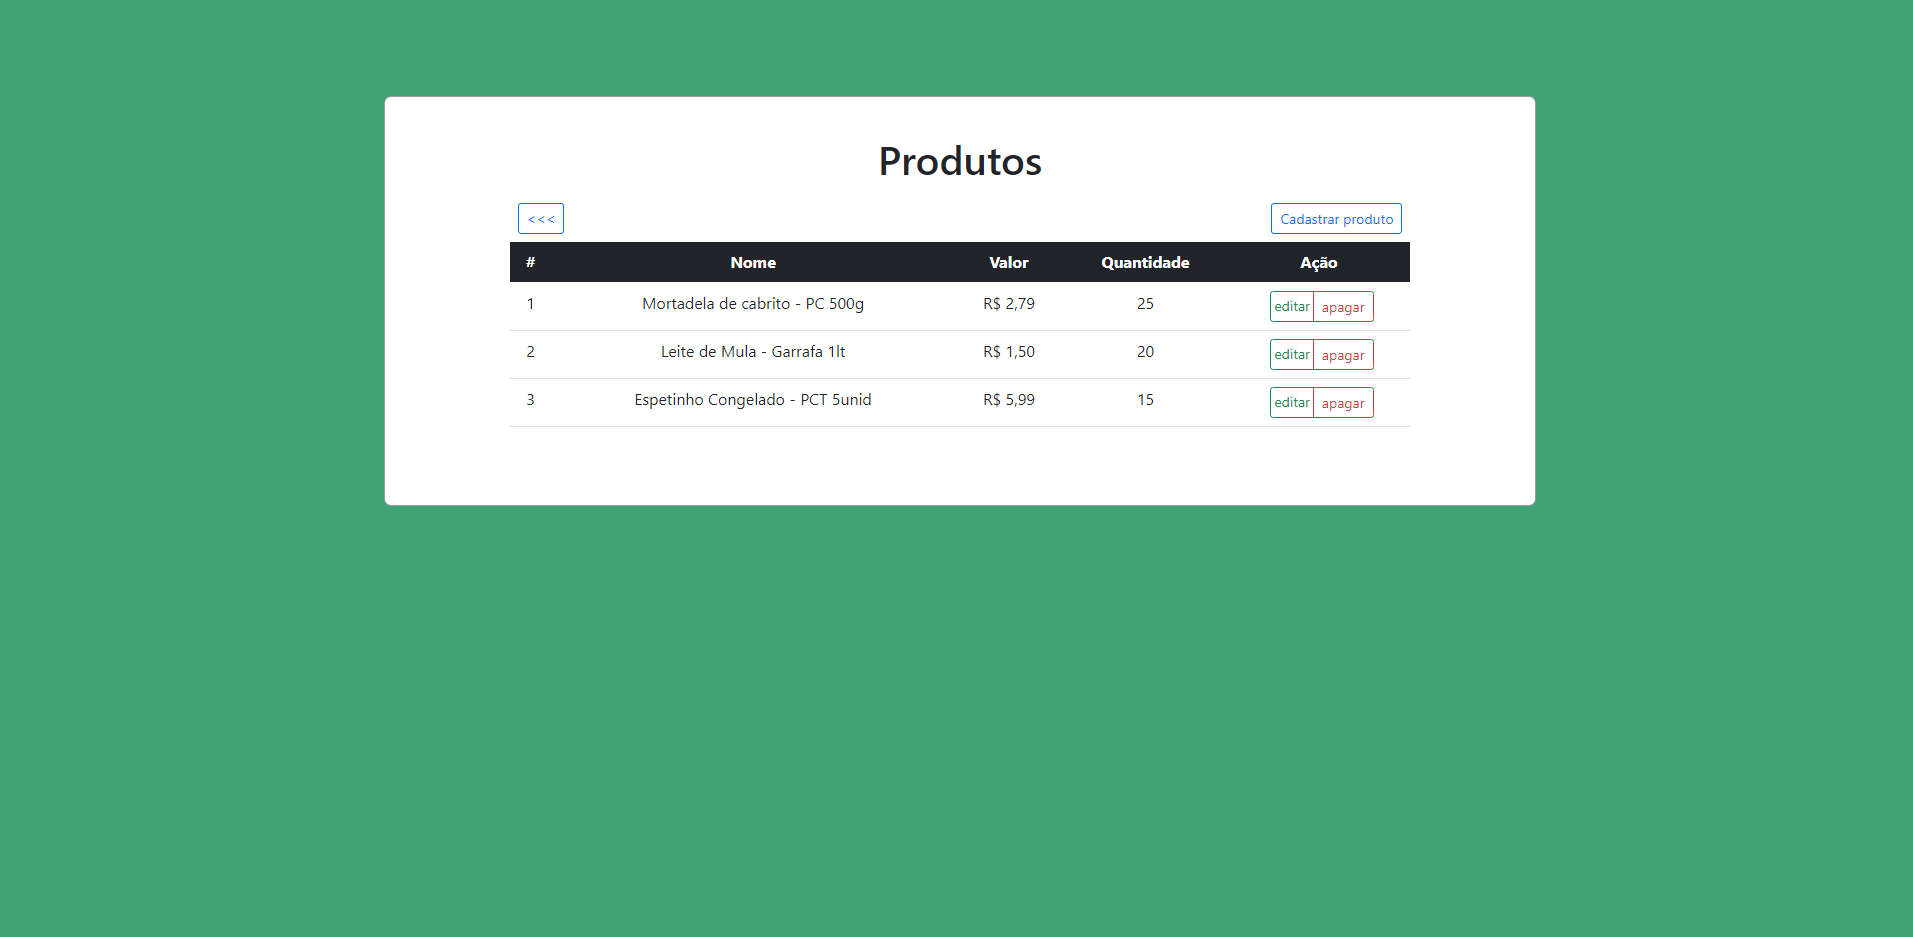 Produtos
<<< Cadastrar produto
# Nome Valor Quantidade Ação
1 Mortadela de cabrito - PC 500g R$ 2,79 25 editar apagar
2 Leite de Mula - Garrafa 1lt R$ 1,50 20 editar apagar
3 Espetinho Congelado - PCT 5unid R$ 5,99 15 editar apagar